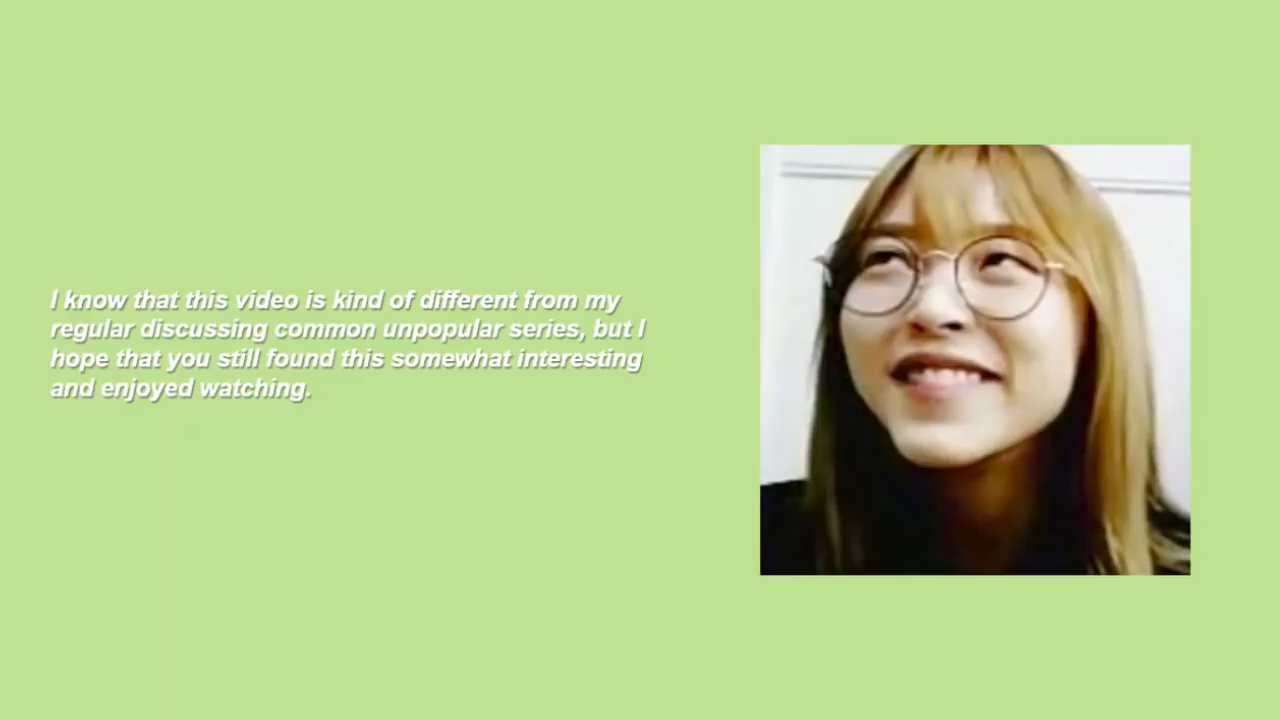 I know that this video is kind of different from my
regular discussing common unpopular series, but I
hope that you still found this somewhat interesting
and enjoyed watching.